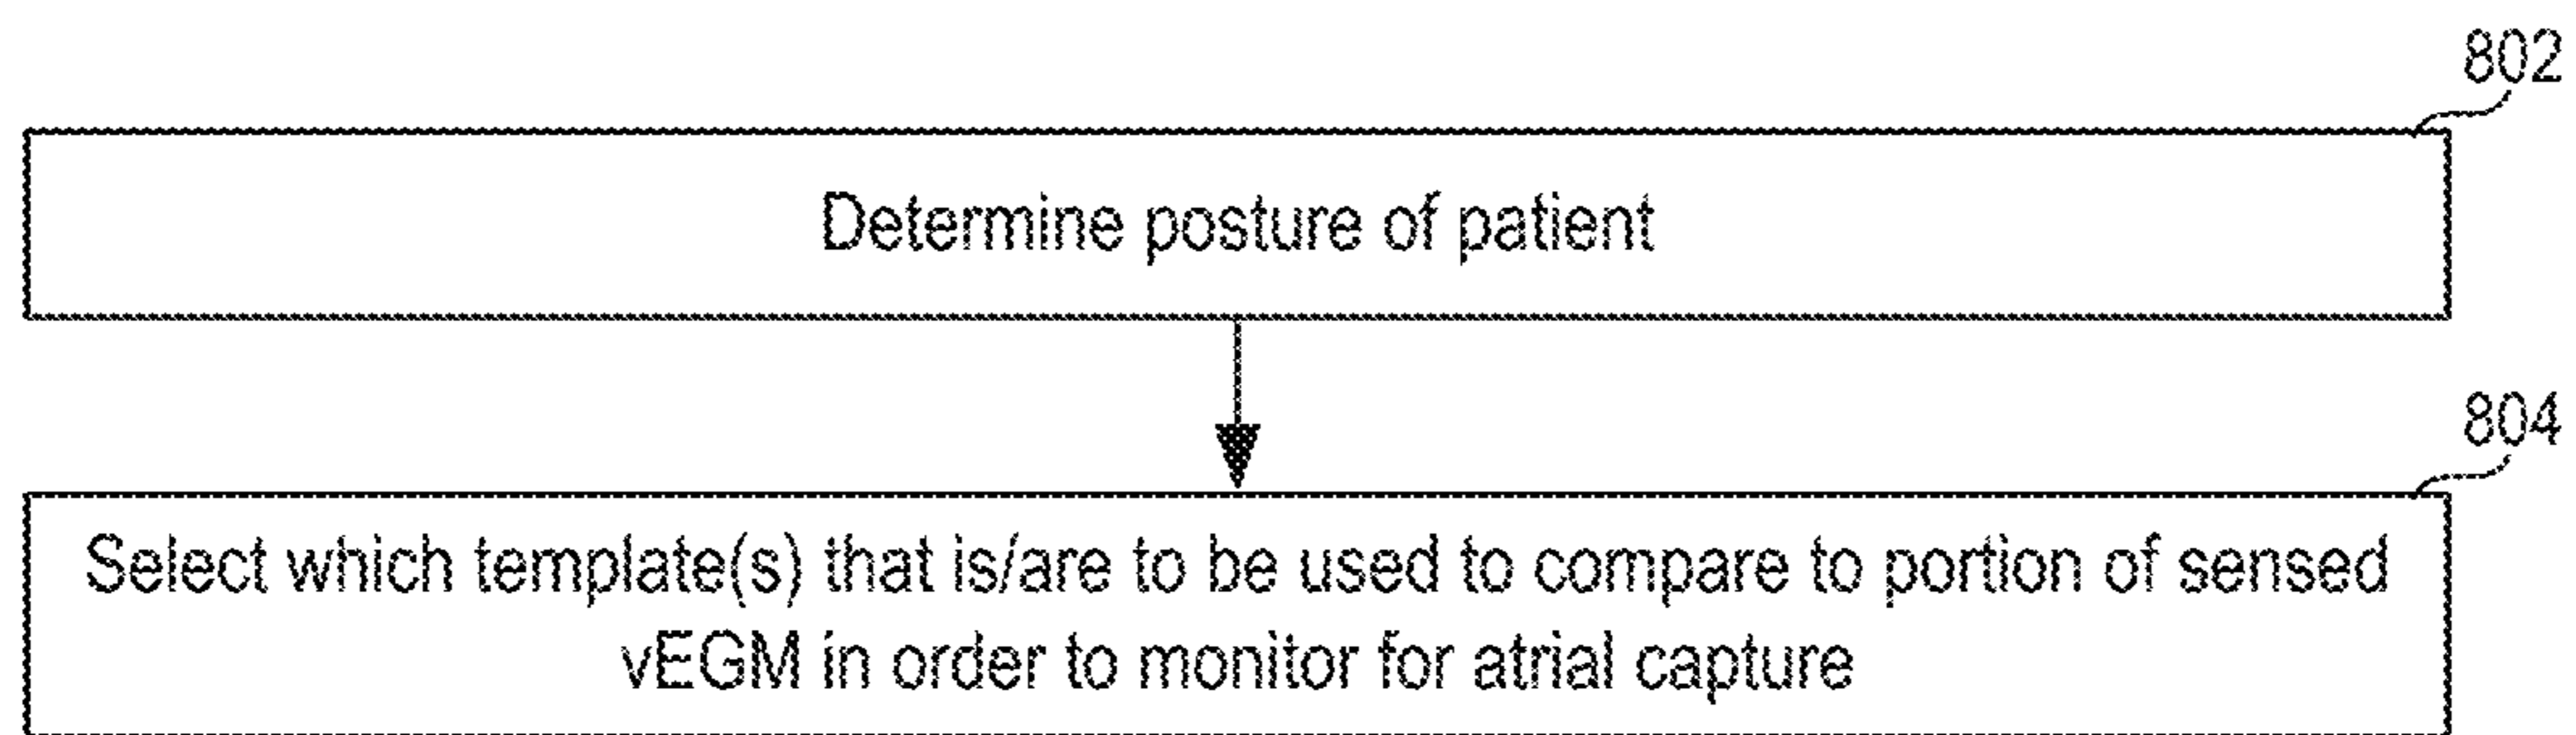 802
Determine posture of patient
804
Select which template(s) that is/are to be used to compare to portion of sensed
vEGM in order to monitor for atrial capture